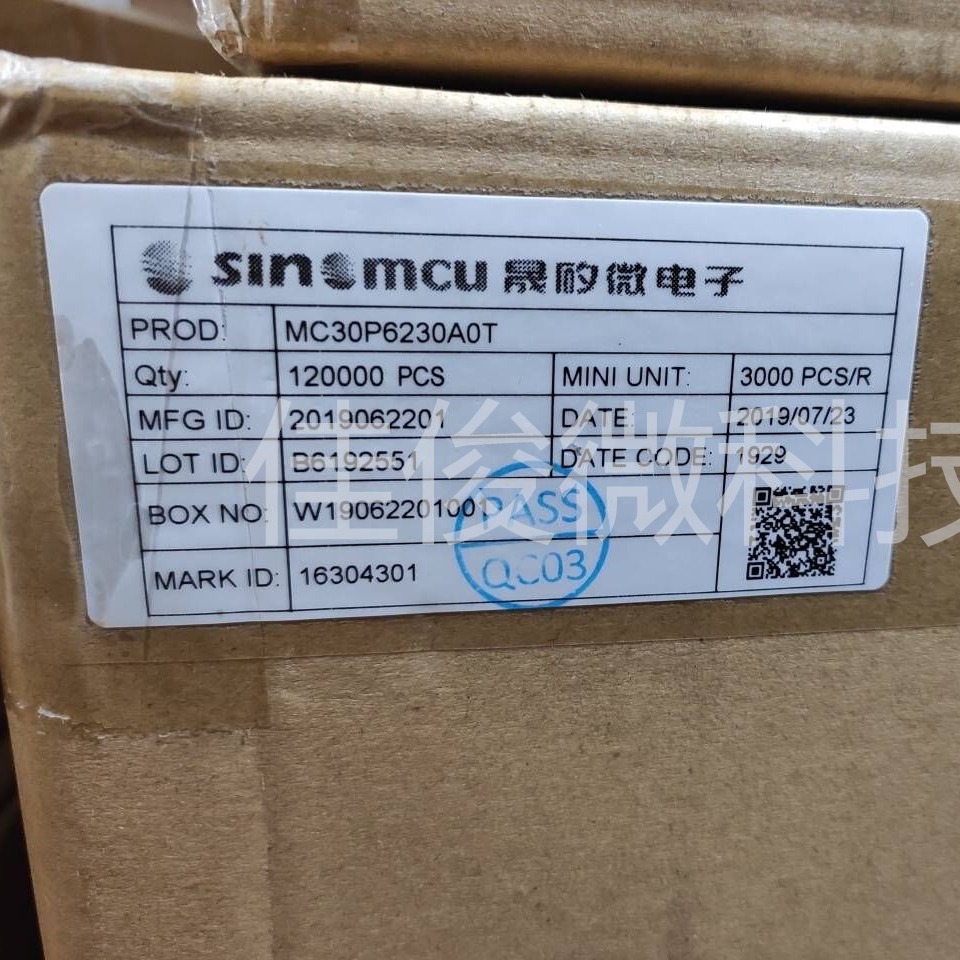 sinomcu 晟矽微电子
PROD: MC30P6230A0T
Qty: 120000 PCS MINI UNIT: 3000 PCS/R
MFG ID: 2019062201 DATE: 2019/07/23
LOT ID: B6192551 DATE CODE: 1929
BOX NO: W19062201001
MARK ID: 16304301
PASS
QC03
佳俊微科技